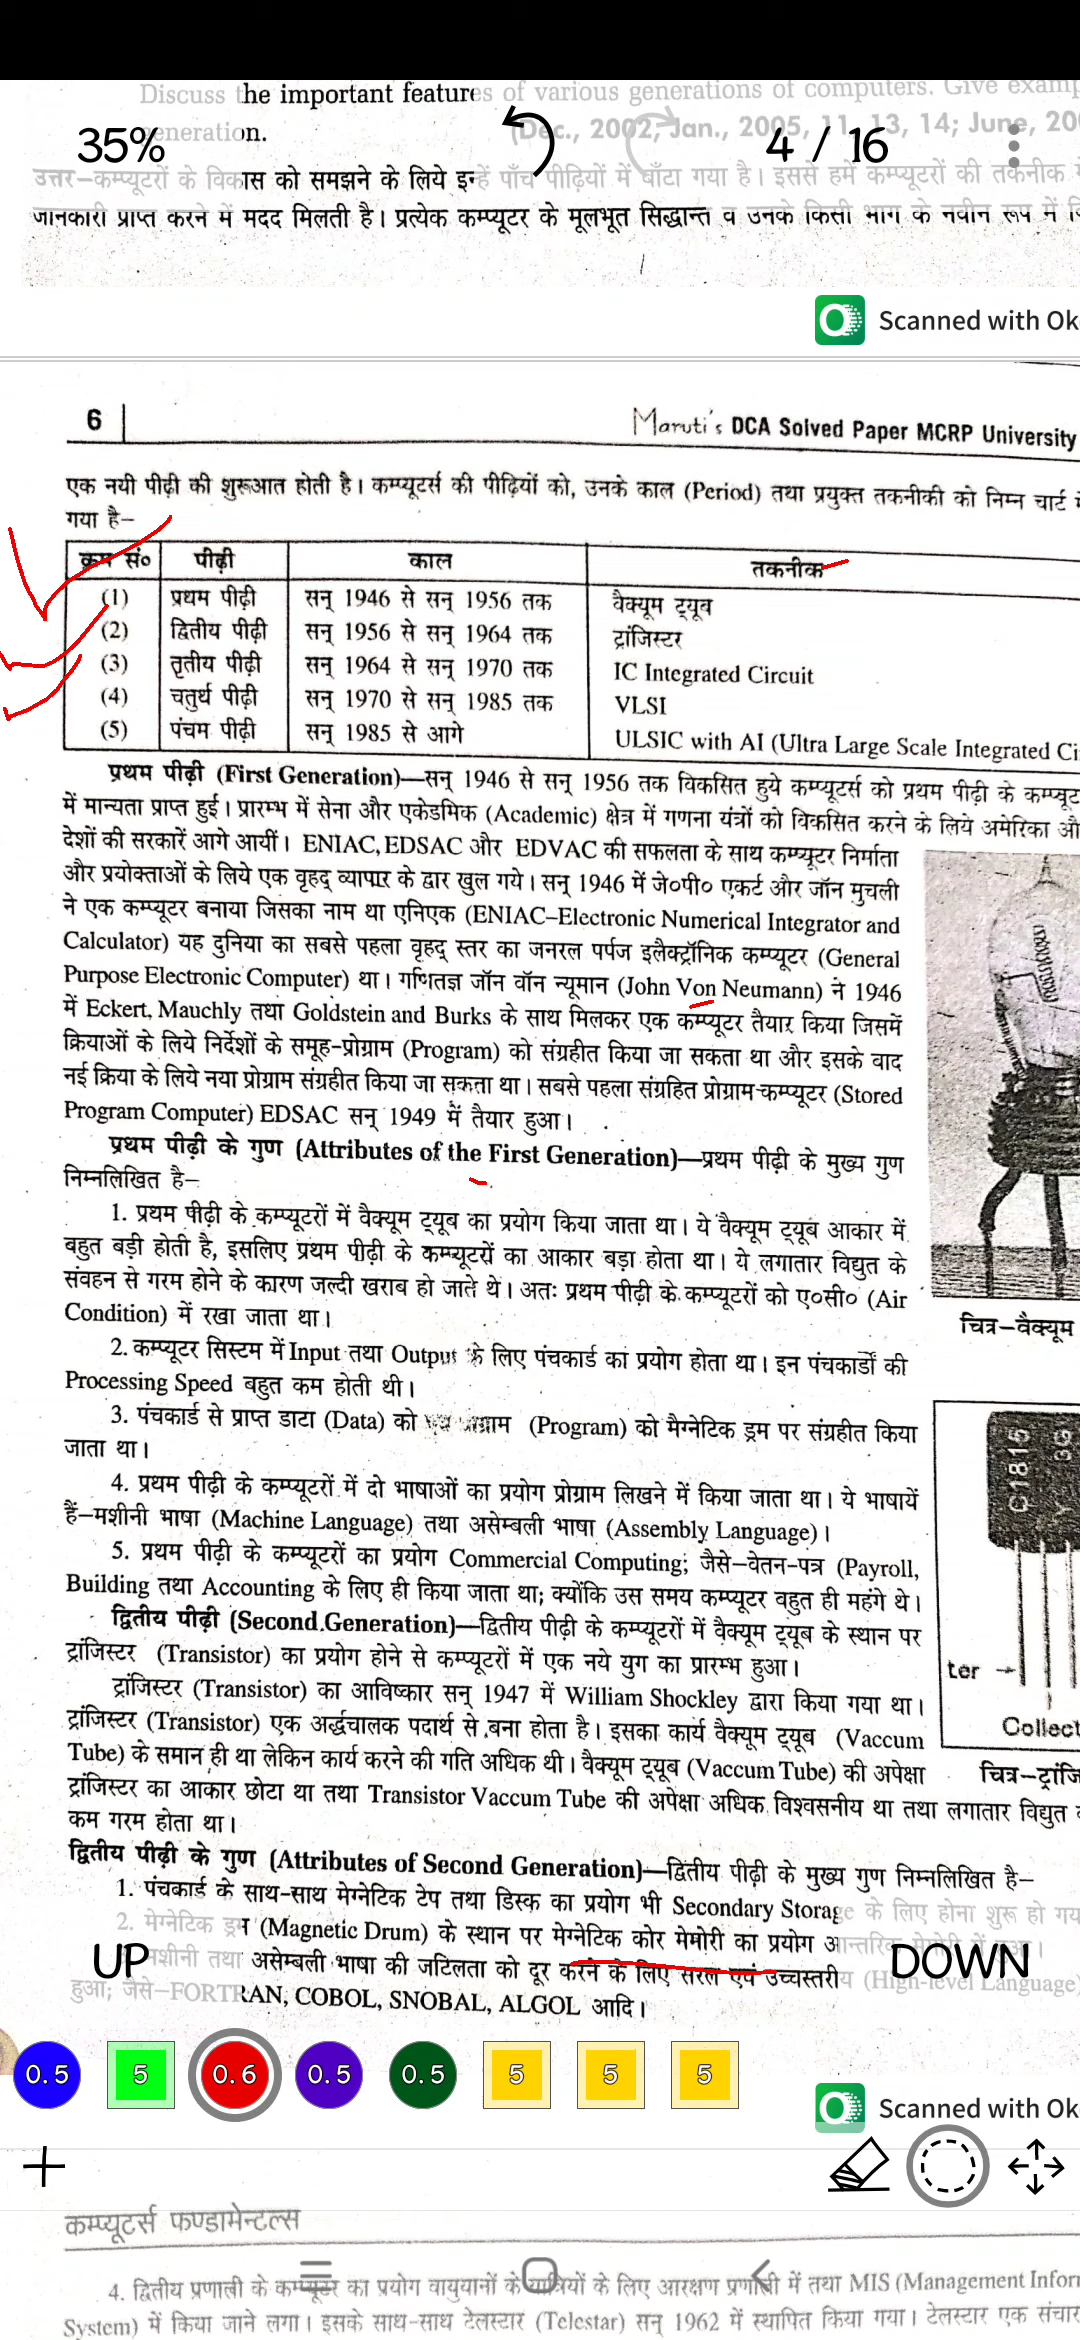 Discuss the important features of various generations of computers. Give examp
generation. (Dec., 2002, Jan., 2005, 11, 13, 14; June, 20
35% 4 / 16
उत्तर–कम्प्यूटरों के विकास को समझने के लिये इन्हें पाँच पीढ़ियों में बाँटा गया है। इससे हमें कम्प्यूटरों की तकनीक
जानकारी प्राप्त करने में मदद मिलती है। प्रत्येक कम्प्यूटर के मूलभूत सिद्धान्त व उनके किसी भाग के नवीन रूप में
Scanned with Ok
6 Maruti's DCA Solved Paper MCRP University
एक नयी पीढ़ी की शुरूआत होती है। कम्प्यूटर्स की पीढ़ियों को, उनके काल (Period) तथा प्रयुक्त तकनीकी को निम्न चार्ट
गया है–
क्रम सं० पीढ़ी काल तकनीक
(1) प्रथम पीढ़ी सन् 1946 से सन् 1956 तक वैक्यूम ट्यूब
(2) द्वितीय पीढ़ी सन् 1956 से सन् 1964 तक ट्रांजिस्टर
(3) तृतीय पीढ़ी सन् 1964 से सन् 1970 तक IC Integrated Circuit
(4) चतुर्थ पीढ़ी सन् 1970 से सन् 1985 तक VLSI
(5) पंचम पीढ़ी सन् 1985 से आगे ULSIC with AI (Ultra Large Scale Integrated Ci
प्रथम पीढ़ी (First Generation)—सन् 1946 से सन् 1956 तक विकसित हुये कम्प्यूटर्स को प्रथम पीढ़ी के कम्प्यूट
में मान्यता प्राप्त हुई। प्रारम्भ में सेना और एकेडमिक (Academic) क्षेत्र में गणना यंत्रों को विकसित करने के लिये अमेरिका औ
देशों की सरकारें आगे आयीं। ENIAC, EDSAC और EDVAC की सफलता के साथ कम्प्यूटर निर्माता
और प्रयोक्ताओं के लिये एक वृहद् व्यापार के द्वार खुल गये। सन् 1946 में जे०पी० एकर्ट और जॉन मुचली
ने एक कम्प्यूटर बनाया जिसका नाम था एनिएक (ENIAC–Electronic Numerical Integrator and
Calculator) यह दुनिया का सबसे पहला वृहद् स्तर का जनरल पर्पज इलैक्ट्रॉनिक कम्प्यूटर (General
Purpose Electronic Computer) था। गणितज्ञ जॉन वॉन न्यूमान (John Von Neumann) ने 1946
में Eckert, Mauchly तथा Goldstein and Burks के साथ मिलकर एक कम्प्यूटर तैयार किया जिसमें
क्रियाओं के लिये निर्देशों के समूह-प्रोग्राम (Program) को संग्रहीत किया जा सकता था और इसके वाद
नई क्रिया के लिये नया प्रोग्राम संग्रहीत किया जा सकता था। सबसे पहला संग्रहित प्रोग्राम-कम्प्यूटर (Stored
Program Computer) EDSAC सन् 1949 में तैयार हुआ।
प्रथम पीढ़ी के गुण (Attributes of the First Generation)—प्रथम पीढ़ी के मुख्य गुण
निम्नलिखित है–
1. प्रथम पीढ़ी के कम्प्यूटरों में वैक्यूम ट्यूब का प्रयोग किया जाता था। ये वैक्यूम ट्यूब आकार में
बहुत बड़ी होती है, इसलिए प्रथम पीढ़ी के कम्प्यूटरों का आकार बड़ा होता था। ये लगातार विद्युत के
संवहन से गरम होने के कारण जल्दी खराब हो जाते थे। अतः प्रथम पीढ़ी के कम्प्यूटरों को ए०सी० (Air
Condition) में रखा जाता था।
चित्र–वैक्यूम
2. कम्प्यूटर सिस्टम में Input तथा Output के लिए पंचकार्ड का प्रयोग होता था। इन पंचकार्डों की
Processing Speed बहुत कम होती थी।
3. पंचकार्ड से प्राप्त डाटा (Data) को (Program) को मैग्नेटिक ड्रम पर संग्रहीत किया
जाता था।
C1815
4. प्रथम पीढ़ी के कम्प्यूटरों में दो भाषाओं का प्रयोग प्रोग्राम लिखने में किया जाता था। ये भाषायें
हैं–मशीनी भाषा (Machine Language) तथा असेम्बली भाषा (Assembly Language)।
5. प्रथम पीढ़ी के कम्प्यूटरों का प्रयोग Commercial Computing; जैसे–वेतन-पत्र (Payroll,
Building तथा Accounting के लिए ही किया जाता था; क्योंकि उस समय कम्प्यूटर बहुत ही महंगे थे।
द्वितीय पीढ़ी (Second Generation)—द्वितीय पीढ़ी के कम्प्यूटरों में वैक्यूम ट्यूब के स्थान पर
ट्रांजिस्टर (Transistor) का प्रयोग होने से कम्प्यूटरों में एक नये युग का प्रारम्भ हुआ।
ter
ट्रांजिस्टर (Transistor) का आविष्कार सन् 1947 में William Shockley द्वारा किया गया था।
ट्रांजिस्टर (Transistor) एक अर्द्धचालक पदार्थ से बना होता है। इसका कार्य वैक्यूम ट्यूब (Vaccum
Collect
Tube) के समान ही था लेकिन कार्य करने की गति अधिक थी। वैक्यूम ट्यूब (Vaccum Tube) की अपेक्षा
चित्र–ट्रांजि
ट्रांजिस्टर का आकार छोटा था तथा Transistor Vaccum Tube की अपेक्षा अधिक विश्वसनीय था तथा लगातार विद्युत
कम गरम होता था।
द्वितीय पीढ़ी के गुण (Attributes of Second Generation)—द्वितीय पीढ़ी के मुख्य गुण निम्नलिखित है–
1. पंचकार्ड के साथ-साथ मेग्नेटिक टेप तथा डिस्क का प्रयोग भी Secondary Storage के लिए होना शुरू हो गय
2. मेग्नेटिक ड्रम (Magnetic Drum) के स्थान पर मेग्नेटिक कोर मेमोरी का प्रयोग आन्तरिक मेमोरी में हुआ।
मशीनी तथा असेम्बली भाषा की जटिलता को दूर करने के लिए सरल एवं उच्चस्तरीय (High-level Language)
UP DOWN
हुआ; जैसे–FORTRAN, COBOL, SNOBAL, ALGOL आदि।
0.5 5 0.6 0.5 0.5 5 5 5
Scanned with Ok
कम्प्यूटर्स फण्डामेन्टल्स
4. द्वितीय प्रणाली के कम्प्यूटर का प्रयोग वायुयानों के यात्रियों के लिए आरक्षण प्रणाली में तथा MIS (Management Infor
System) में किया जाने लगा। इसके साथ-साथ टेलस्टार (Telestar) सन् 1962 में स्थापित किया गया। टेलस्टार एक संचार